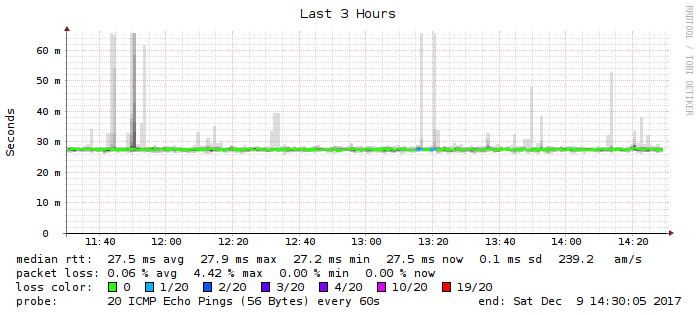 Last 3 Hours
RRDTOOL / TOBI OETIKER
Seconds
60 m
50 m
40 m
30 m
20 m
10 m
0
11:40 12:00 12:20 12:40 13:00 13:20 13:40 14:00 14:20
median rtt: 27.5 ms avg 27.9 ms max 27.2 ms min 27.5 ms now 0.1 ms sd 239.2 am/s
packet loss: 0.06 % avg 4.42 % max 0.00 % min 0.00 % now
loss color: 0 1/20 2/20 3/20 4/20 10/20 19/20
probe: 20 ICMP Echo Pings (56 Bytes) every 60s end: Sat Dec 9 14:30:05 2017